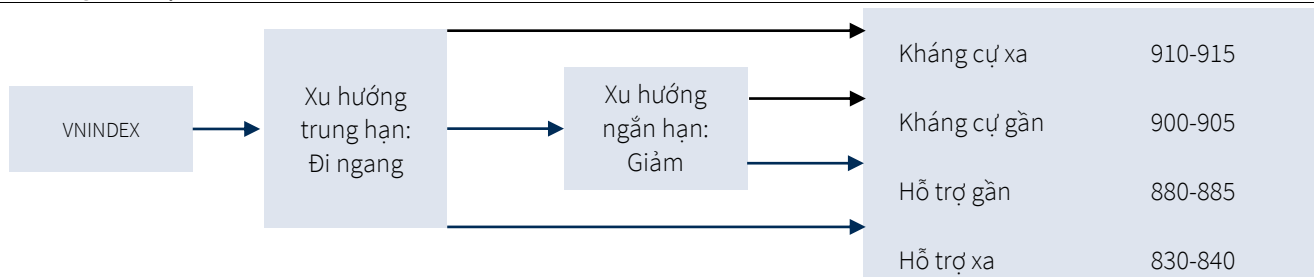 VNINDEX
Xu hướng
trung hạn:
Đi ngang
Xu hướng
ngắn hạn:
Giảm
Kháng cự xa 910-915
Kháng cự gần 900-905
Hỗ trợ gần 880-885
Hỗ trợ xa 830-840